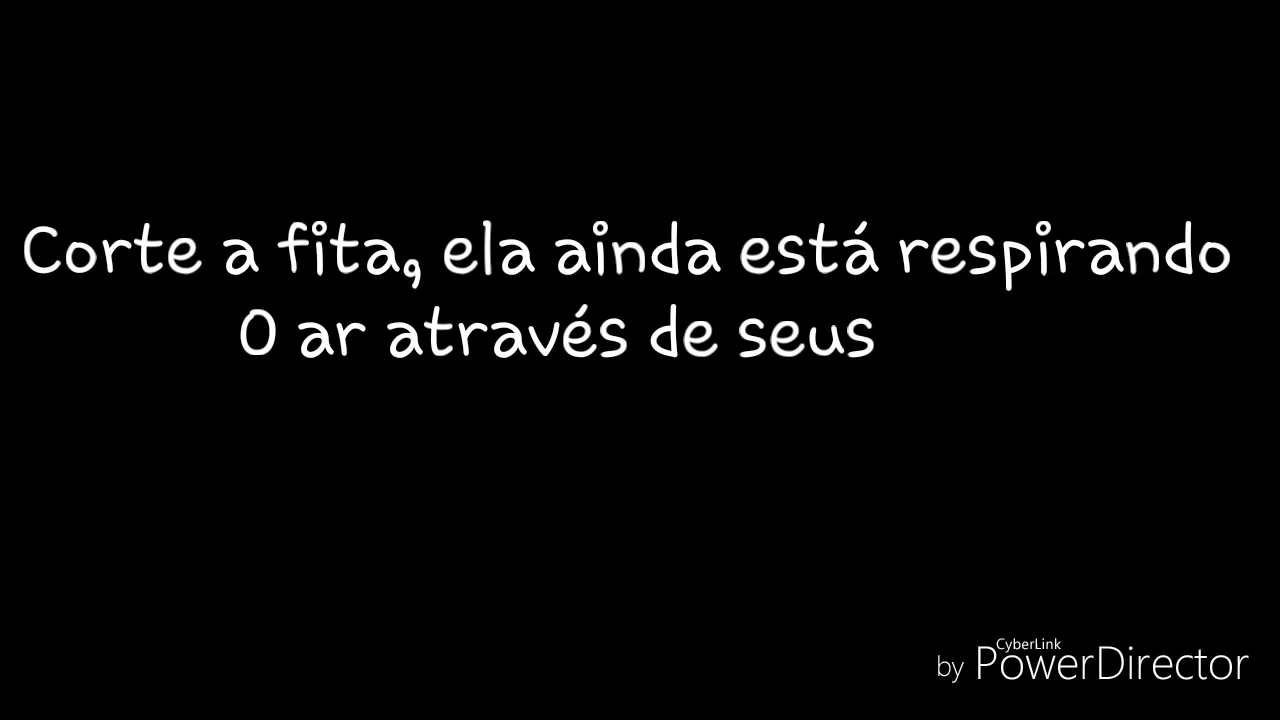 Corte a fita, ela ainda está respirando
O ar através de seus
CyberLink
by PowerDirector